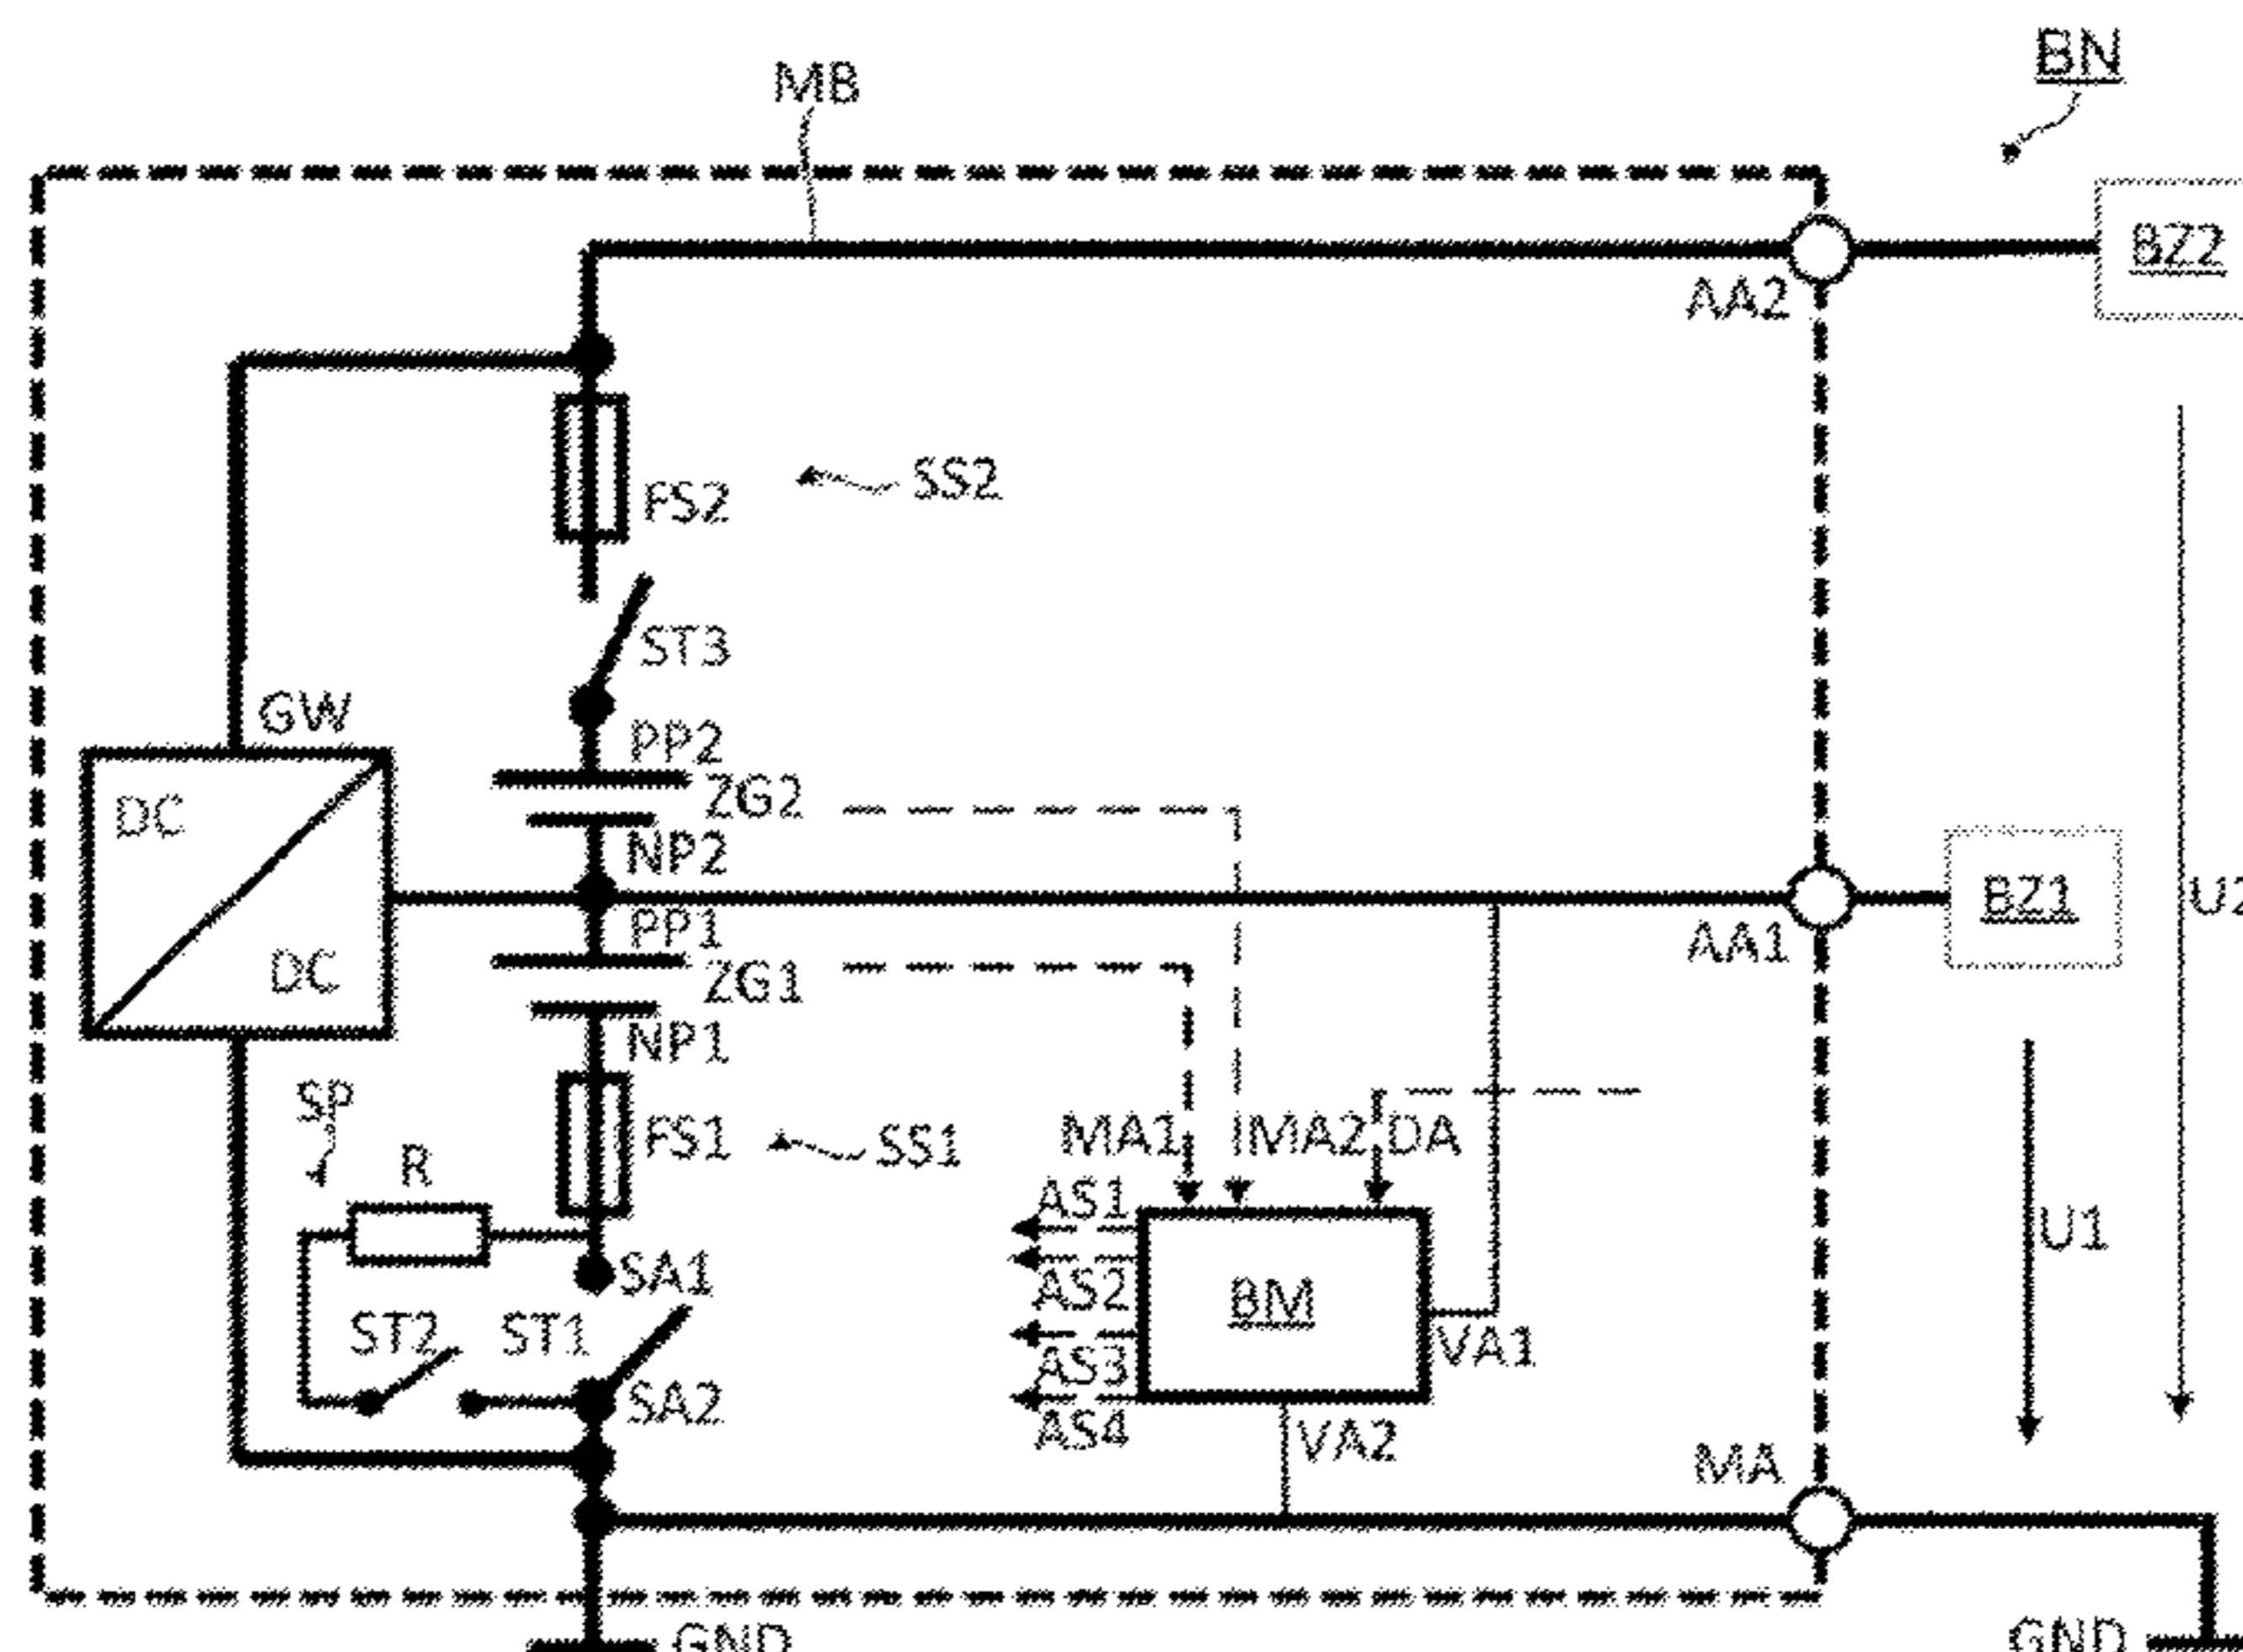 BN
MB
BZ2
AA2
SS2
FS2
ST3
GW
PP2
DC
ZG2
NP2
BZ1
U2
PP1
AA1
DC
ZG1
NP1
SP
MA1
MA2
DA
FS1
SS1
R
AS1
U1
SA1
AS2
BM
ST2
ST1
VA1
AS3
SA2
AS4
VA2
MA
GND
GND